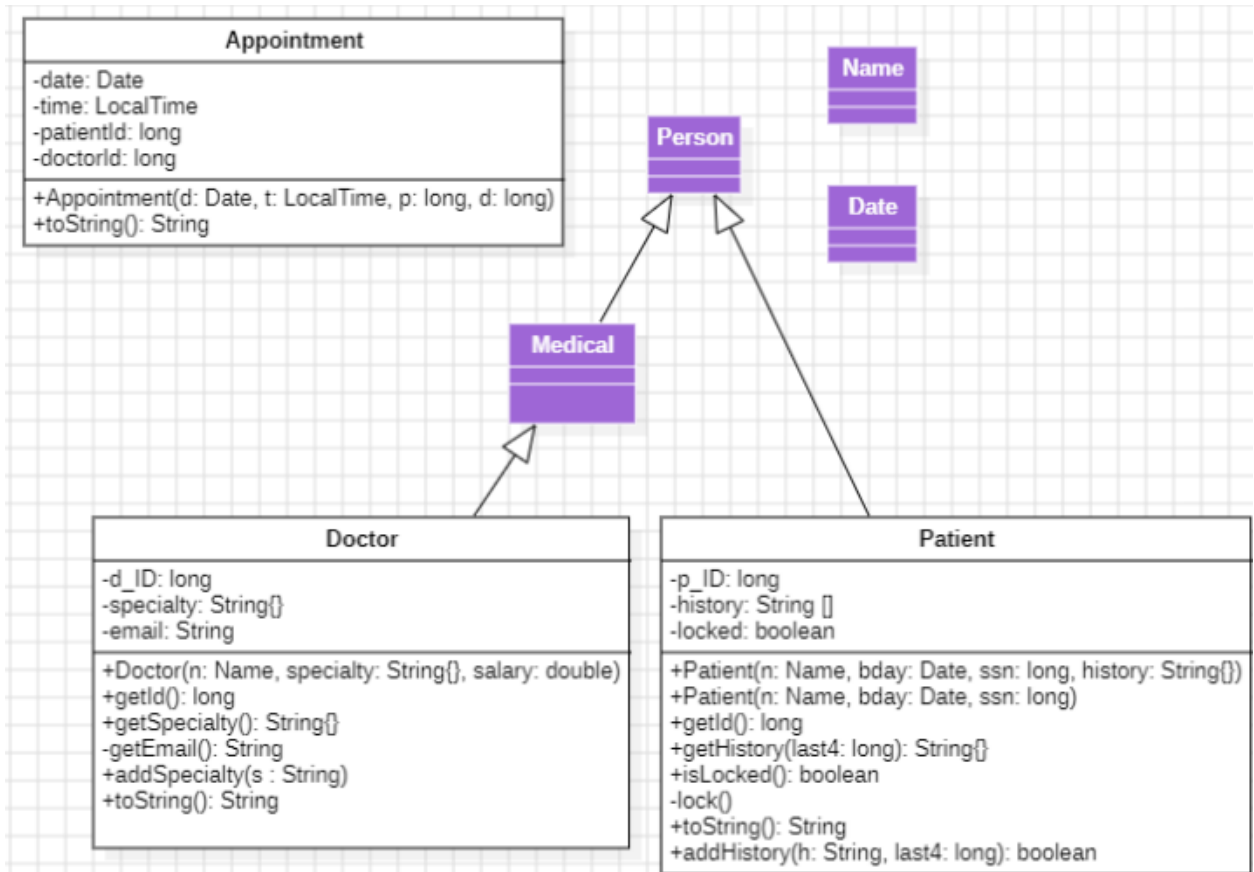 Appointment
-date: Date
-time: LocalTime
-patientId: long
-doctorId: long
+Appointment(d: Date, t: LocalTime, p: long, d: long)
+toString(): String
Name
Person
Date
Medical
Doctor
-d_ID: long
-specialty: String{}
-email: String
+Doctor(n: Name, specialty: String{}, salary: double)
+getId(): long
+getSpecialty(): String{}
-getEmail(): String
+addSpecialty(s : String)
+toString(): String
Patient
-p_ID: long
-history: String []
-locked: boolean
+Patient(n: Name, bday: Date, ssn: long, history: String{})
+Patient(n: Name, bday: Date, ssn: long)
+getId(): long
+getHistory(last4: long): String{}
+isLocked(): boolean
-lock()
+toString(): String
+addHistory(h: String, last4: long): boolean